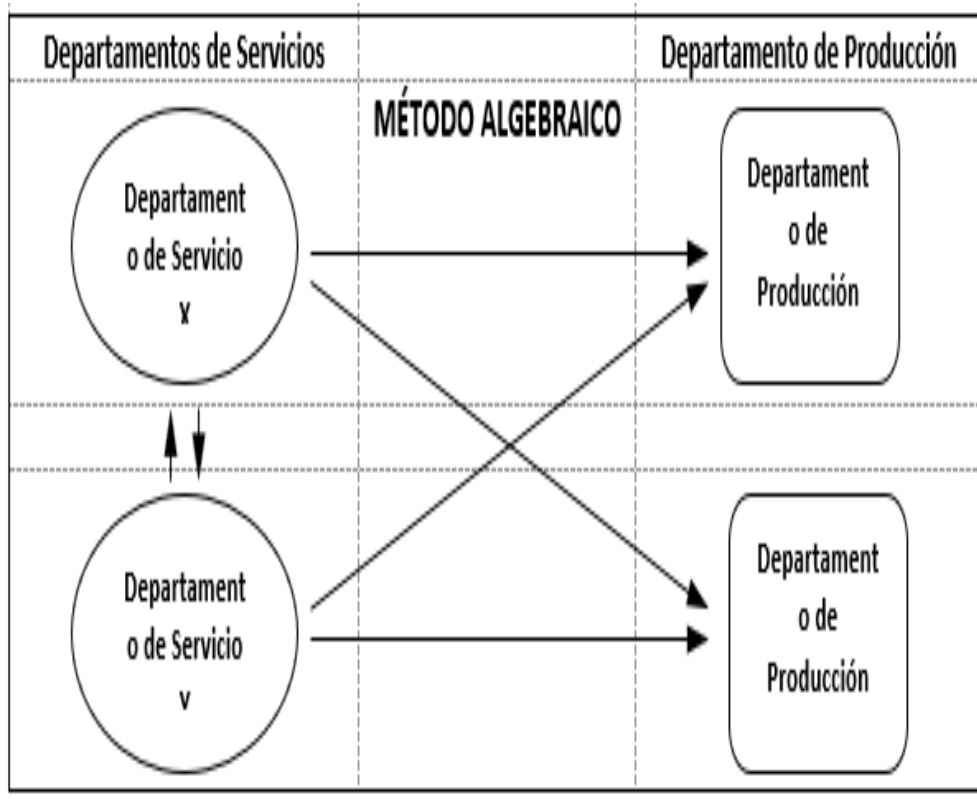 Departamentos de Servicios
Departamento de Producción
MÉTODO ALGEBRAICO
Departament
o de Servicio
X
Departament
o de
Producción
Departament
o de Servicio
v
Departament
o de
Producción